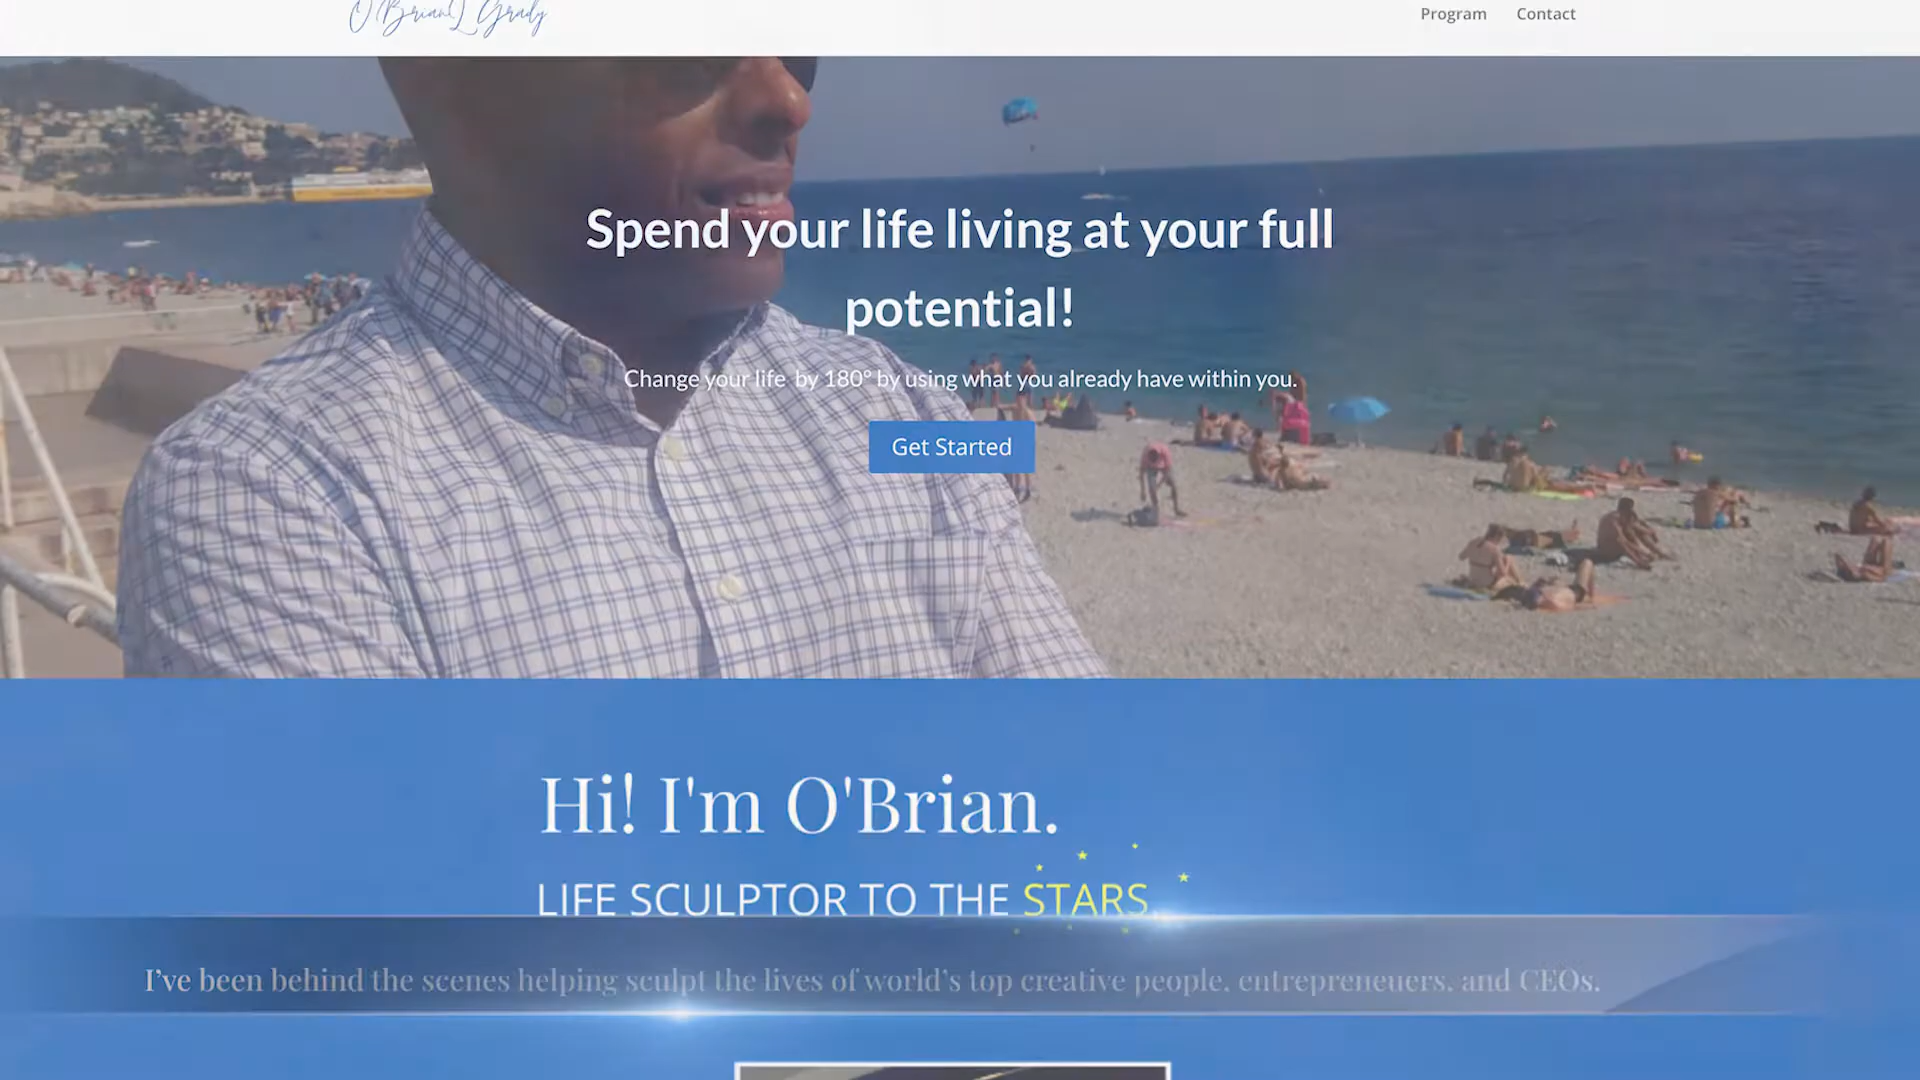 O'Brian L Grady
Program
Contact
Spend your life living at your full
potential!
Change your life by 180° by using what you already have within you.
Get Started
Hi! I'm O'Brian.
LIFE SCULPTOR TO THE STARS.
I've been behind the scenes helping sculpt the lives of world's top creative people, entrepreneuers, and CEOs.